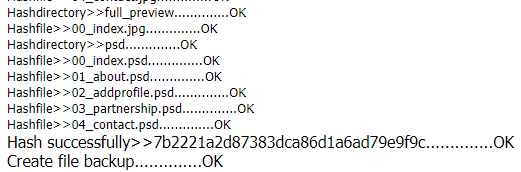 Hashdirectory>>full_preview..............OK
Hashfile>>00_index.jpg..............OK
Hashdirectory>>psd..............OK
Hashfile>>00_index.psd..............OK
Hashfile>>01_about.psd..............OK
Hashfile>>02_addprofile.psd..............OK
Hashfile>>03_partnership.psd..............OK
Hashfile>>04_contact.psd..............OK
Hash successfully>>7b2221a2d87383dca86d1a6ad79e9f9c..............OK
Create file backup..............OK